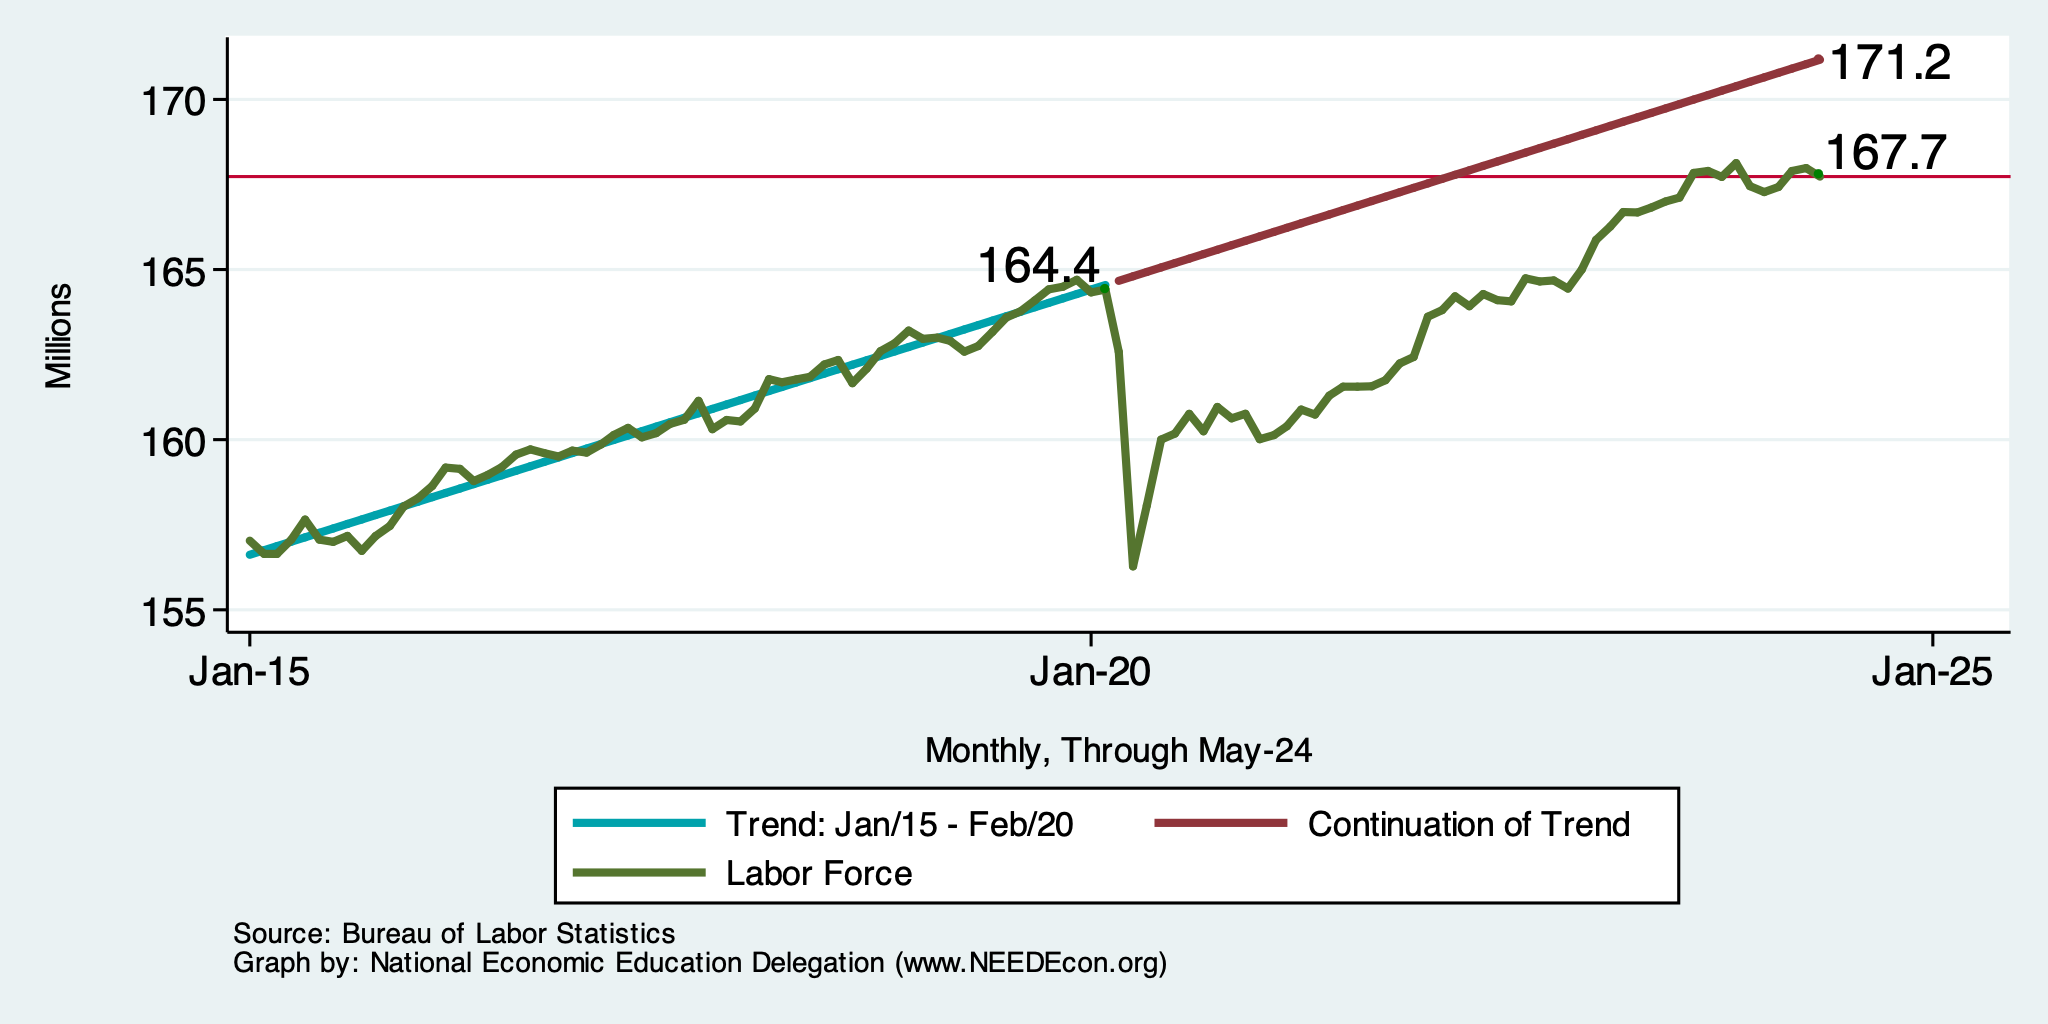 171.2
170
167.7
164.4
165
160
155
Millions
Jan-15 Jan-20 Jan-25
Monthly, Through May-24
Trend: Jan/15 - Feb/20 Continuation of Trend
Labor Force
Source: Bureau of Labor Statistics
Graph by: National Economic Education Delegation (www.NEEDEcon.org)